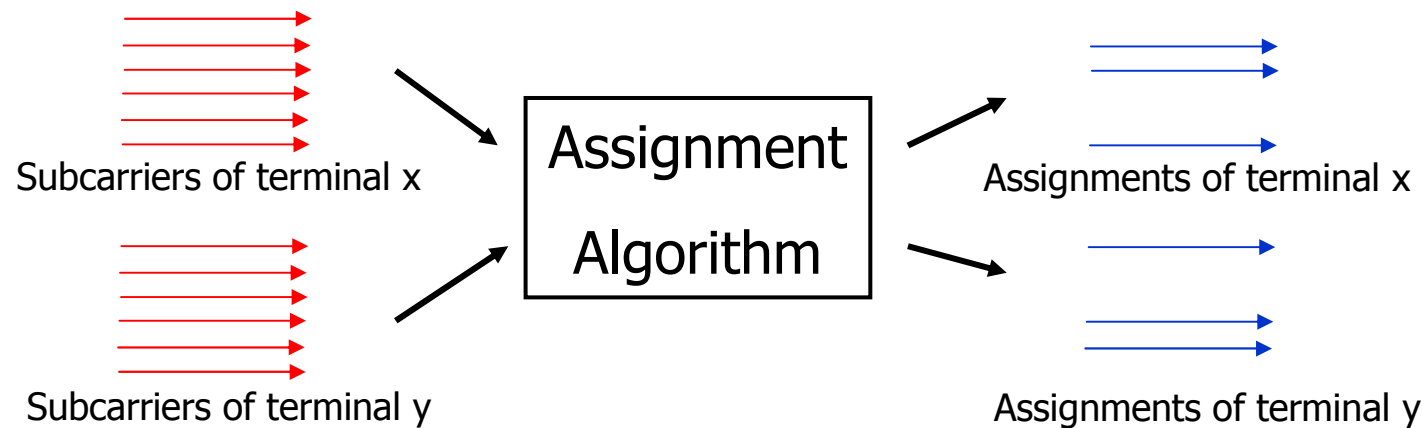 Subcarriers of terminal x
Subcarriers of terminal y
Assignment
Algorithm
Assignments of terminal x
Assignments of terminal y